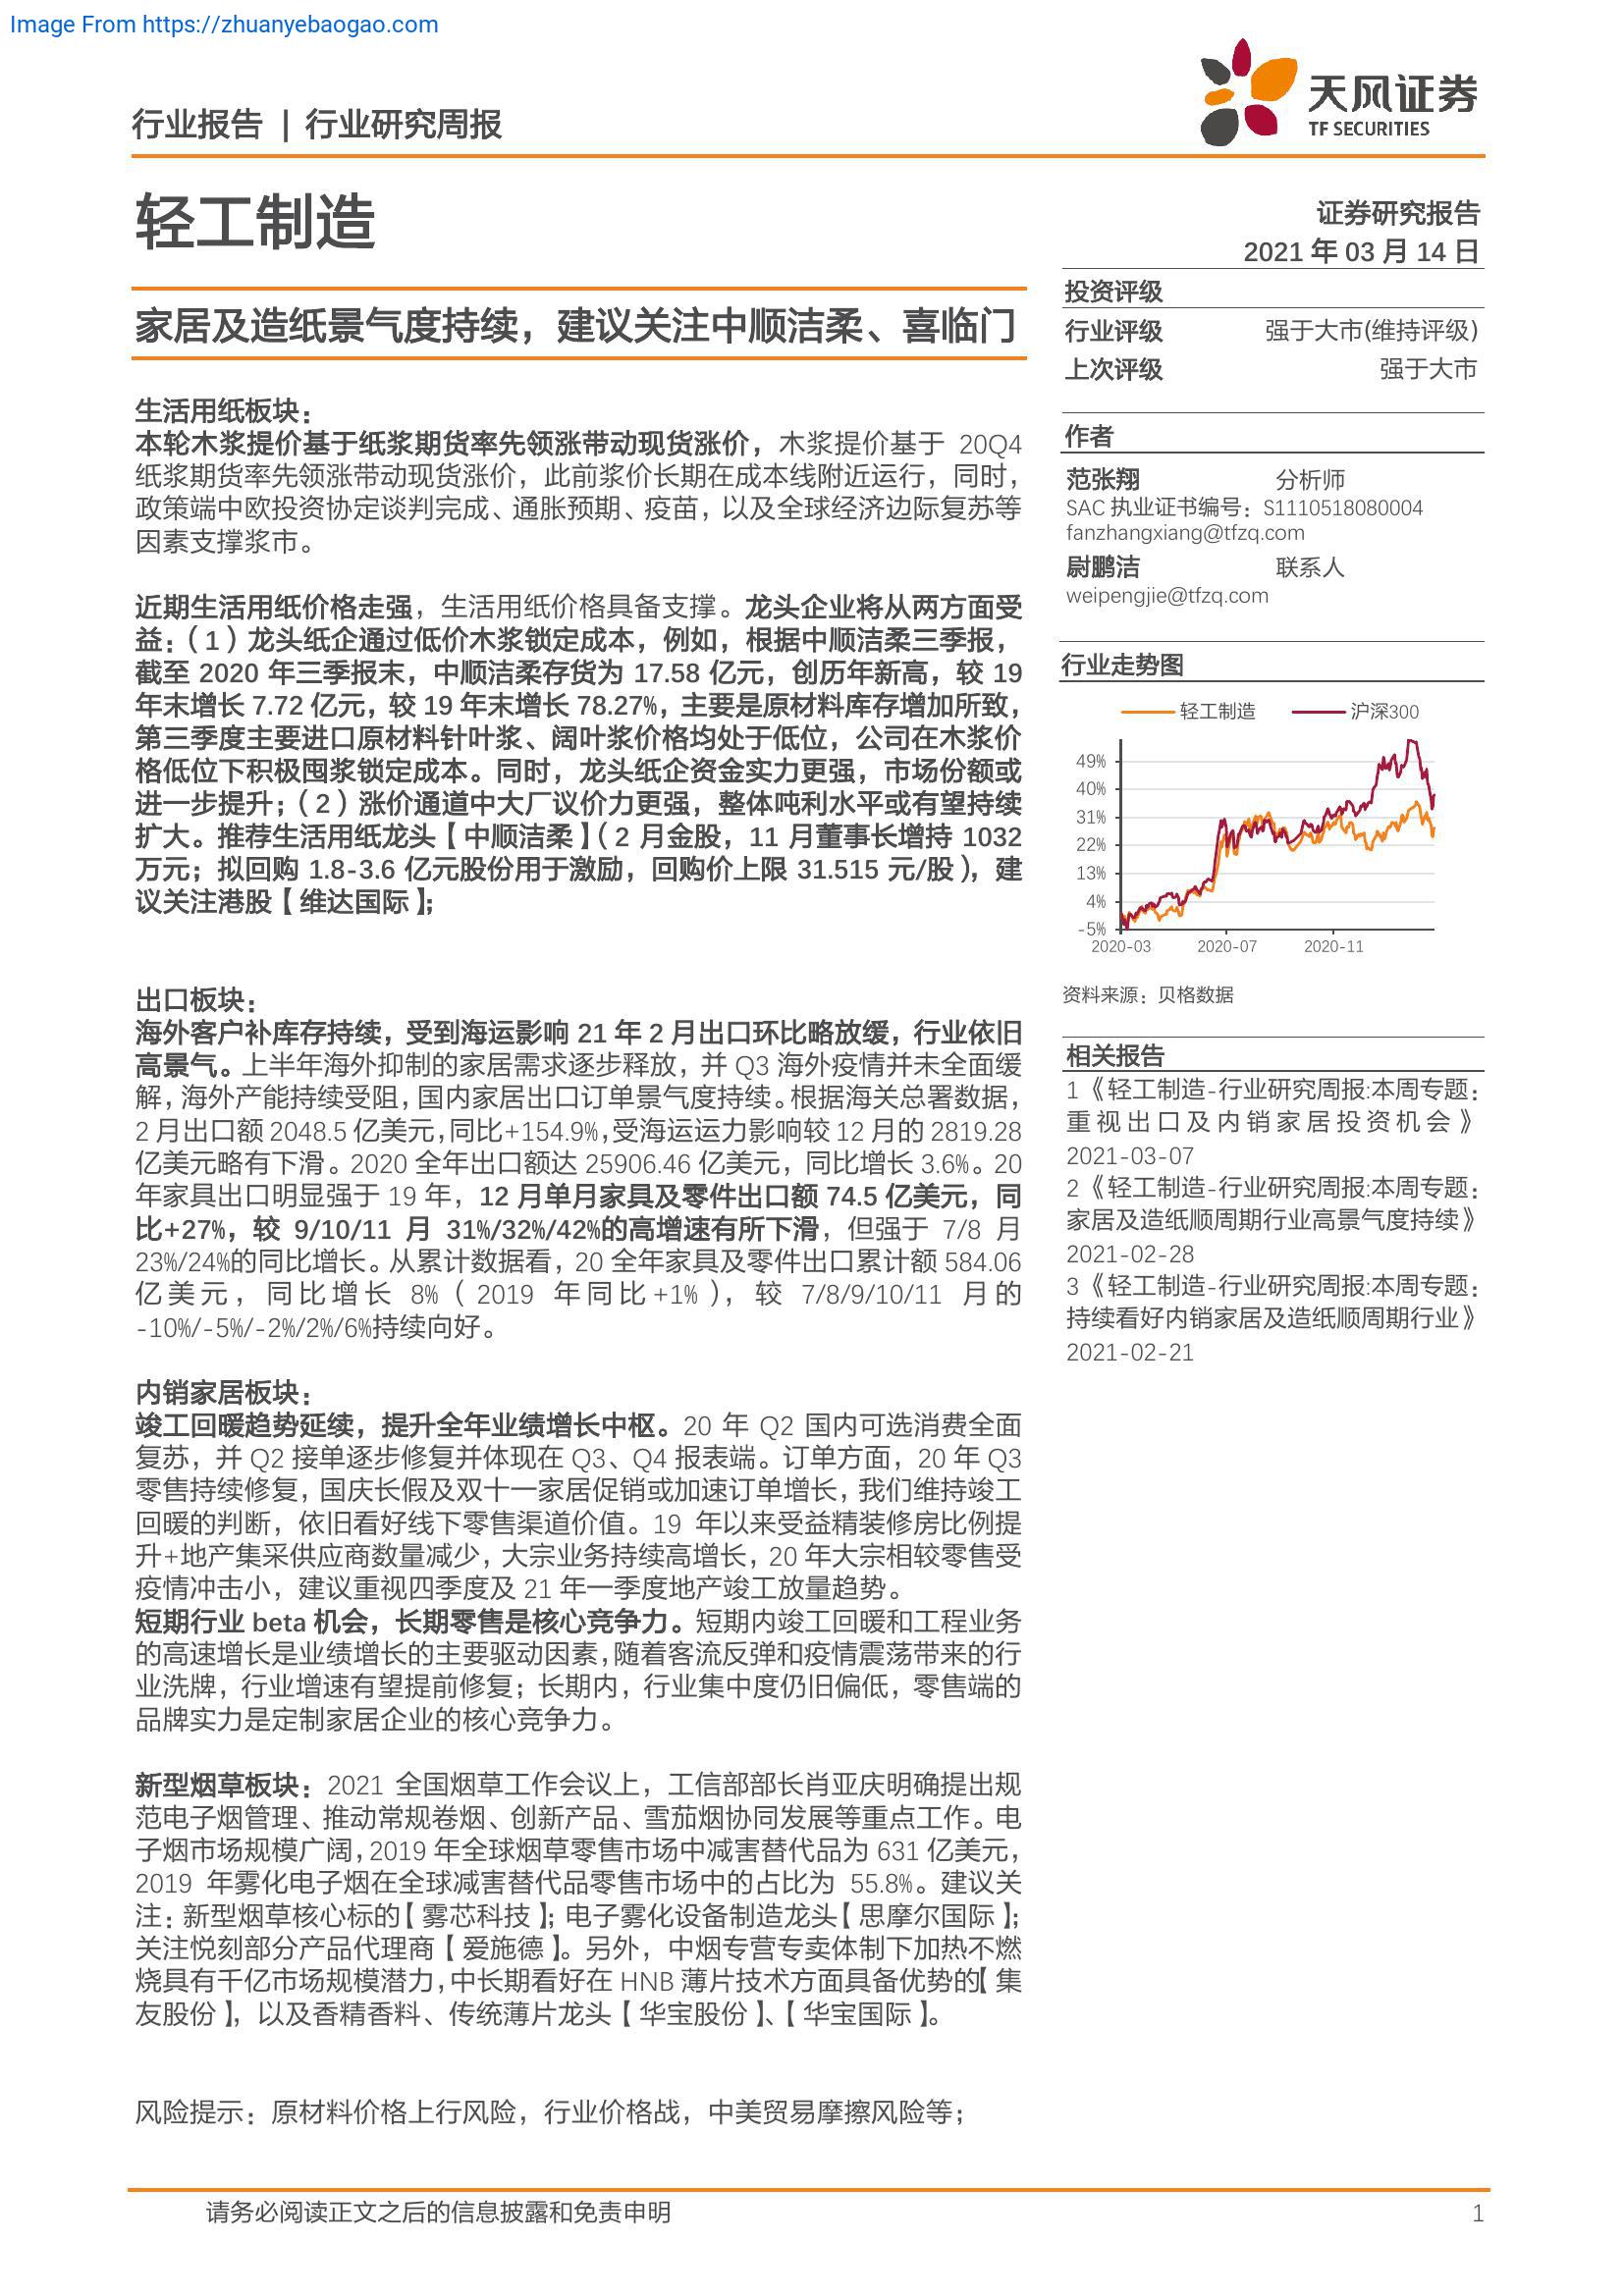 Image From https://zhuanyebaogao.com
行业报告 | 行业研究周报
天风证券
TF SECURITIES
轻工制造
证券研究报告
2021 年 03 月 14 日
家居及造纸景气度持续，建议关注中顺洁柔、喜临门
生活用纸板块：
本轮木浆提价基于纸浆期货率先领涨带动现货涨价，木浆提价基于 20Q4
纸浆期货率先领涨带动现货涨价，此前浆价长期在成本线附近运行，同时，
政策端中欧投资协定谈判完成、通胀预期、疫苗，以及全球经济边际复苏等
因素支撑浆市。
近期生活用纸价格走强，生活用纸价格具备支撑。龙头企业将从两方面受
益：（1）龙头纸企通过低价木浆锁定成本，例如，根据中顺洁柔三季报，
截至 2020 年三季报末，中顺洁柔存货为 17.58 亿元，创历年新高，较 19
年末增长 7.72 亿元，较 19 年末增长 78.27%，主要是原材料库存增加所致，
第三季度主要进口原材料针叶浆、阔叶浆价格均处于低位，公司在木浆价
格低位下积极囤浆锁定成本。同时，龙头纸企资金实力更强，市场份额或
进一步提升；（2）涨价通道中大厂议价力更强，整体吨利水平或有望持续
扩大。推荐生活用纸龙头【中顺洁柔】（2 月金股，11 月董事长增持 1032
万元；拟回购 1.8-3.6 亿元股份用于激励，回购价上限 31.515 元/股），建
议关注港股【维达国际】；
出口板块：
海外客户补库存持续，受到海运影响 21 年 2 月出口环比略放缓，行业依旧
高景气。上半年海外抑制的家居需求逐步释放，并 Q3 海外疫情并未全面缓
解，海外产能持续受阻，国内家居出口订单景气度持续。根据海关总署数据，
2 月出口额 2048.5 亿美元，同比+154.9%，受海运运力影响较 12 月的 2819.28
亿美元略有下滑。2020 全年出口额达 25906.46 亿美元，同比增长 3.6%。20
年家具出口明显强于 19 年，12 月单月家具及零件出口额 74.5 亿美元，同
比+27%，较 9/10/11 月 31%/32%/42%的高增速有所下滑，但强于 7/8 月
23%/24%的同比增长。从累计数据看，20 全年家具及零件出口累计额 584.06
亿美元，同比增长 8%（2019 年同比+1%），较 7/8/9/10/11 月的
-10%/-5%/-2%/2%/6%持续向好。
内销家居板块：
竣工回暖趋势延续，提升全年业绩增长中枢。20 年 Q2 国内可选消费全面
复苏，并 Q2 接单逐步修复并体现在 Q3、Q4 报表端。订单方面，20 年 Q3
零售持续修复，国庆长假及双十一家居促销或加速订单增长，我们维持竣工
回暖的判断，依旧看好线下零售渠道价值。19 年以来受益精装修房比例提
升+地产集采供应商数量减少，大宗业务持续高增长，20 年大宗相较零售受
疫情冲击小，建议重视四季度及 21 年一季度地产竣工放量趋势。
短期行业 beta 机会，长期零售是核心竞争力。短期内竣工回暖和工程业务
的高速增长是业绩增长的主要驱动因素，随着客流反弹和疫情震荡带来的行
业洗牌，行业增速有望提前修复；长期内，行业集中度仍旧偏低，零售端的
品牌实力是定制家居企业的核心竞争力。
新型烟草板块：2021 全国烟草工作会议上，工信部部长肖亚庆明确提出规
范电子烟管理、推动常规卷烟、创新产品、雪茄烟协同发展等重点工作。电
子烟市场规模广阔，2019 年全球烟草零售市场中减害替代品为 631 亿美元，
2019 年雾化电子烟在全球减害替代品零售市场中的占比为 55.8%。建议关
注：新型烟草核心标的【雾芯科技】；电子雾化设备制造龙头【思摩尔国际】；
关注悦刻部分产品代理商【爱施德】。另外，中烟专营专卖体制下加热不燃
烧具有千亿市场规模潜力，中长期看好在 HNB 薄片技术方面具备优势的【集
友股份】，以及香精香料、传统薄片龙头【华宝股份】、【华宝国际】。
风险提示：原材料价格上行风险，行业价格战，中美贸易摩擦风险等；
投资评级
行业评级 强于大市(维持评级)
上次评级 强于大市
作者
范张翔 分析师
SAC 执业证书编号：S1110518080004
fanzhangxiang@tfzq.com
尉鹏洁 联系人
weipengjie@tfzq.com
行业走势图
轻工制造 沪深300
49%
40%
31%
22%
13%
4%
-5%
2020-03 2020-07 2020-11
资料来源：贝格数据
相关报告
1《轻工制造-行业研究周报:本周专题：
重视出口及内销家居投资机会》
2021-03-07
2《轻工制造-行业研究周报:本周专题：
家居及造纸顺周期行业高景气度持续》
2021-02-28
3《轻工制造-行业研究周报:本周专题：
持续看好内销家居及造纸顺周期行业》
2021-02-21
请务必阅读正文之后的信息披露和免责申明 1